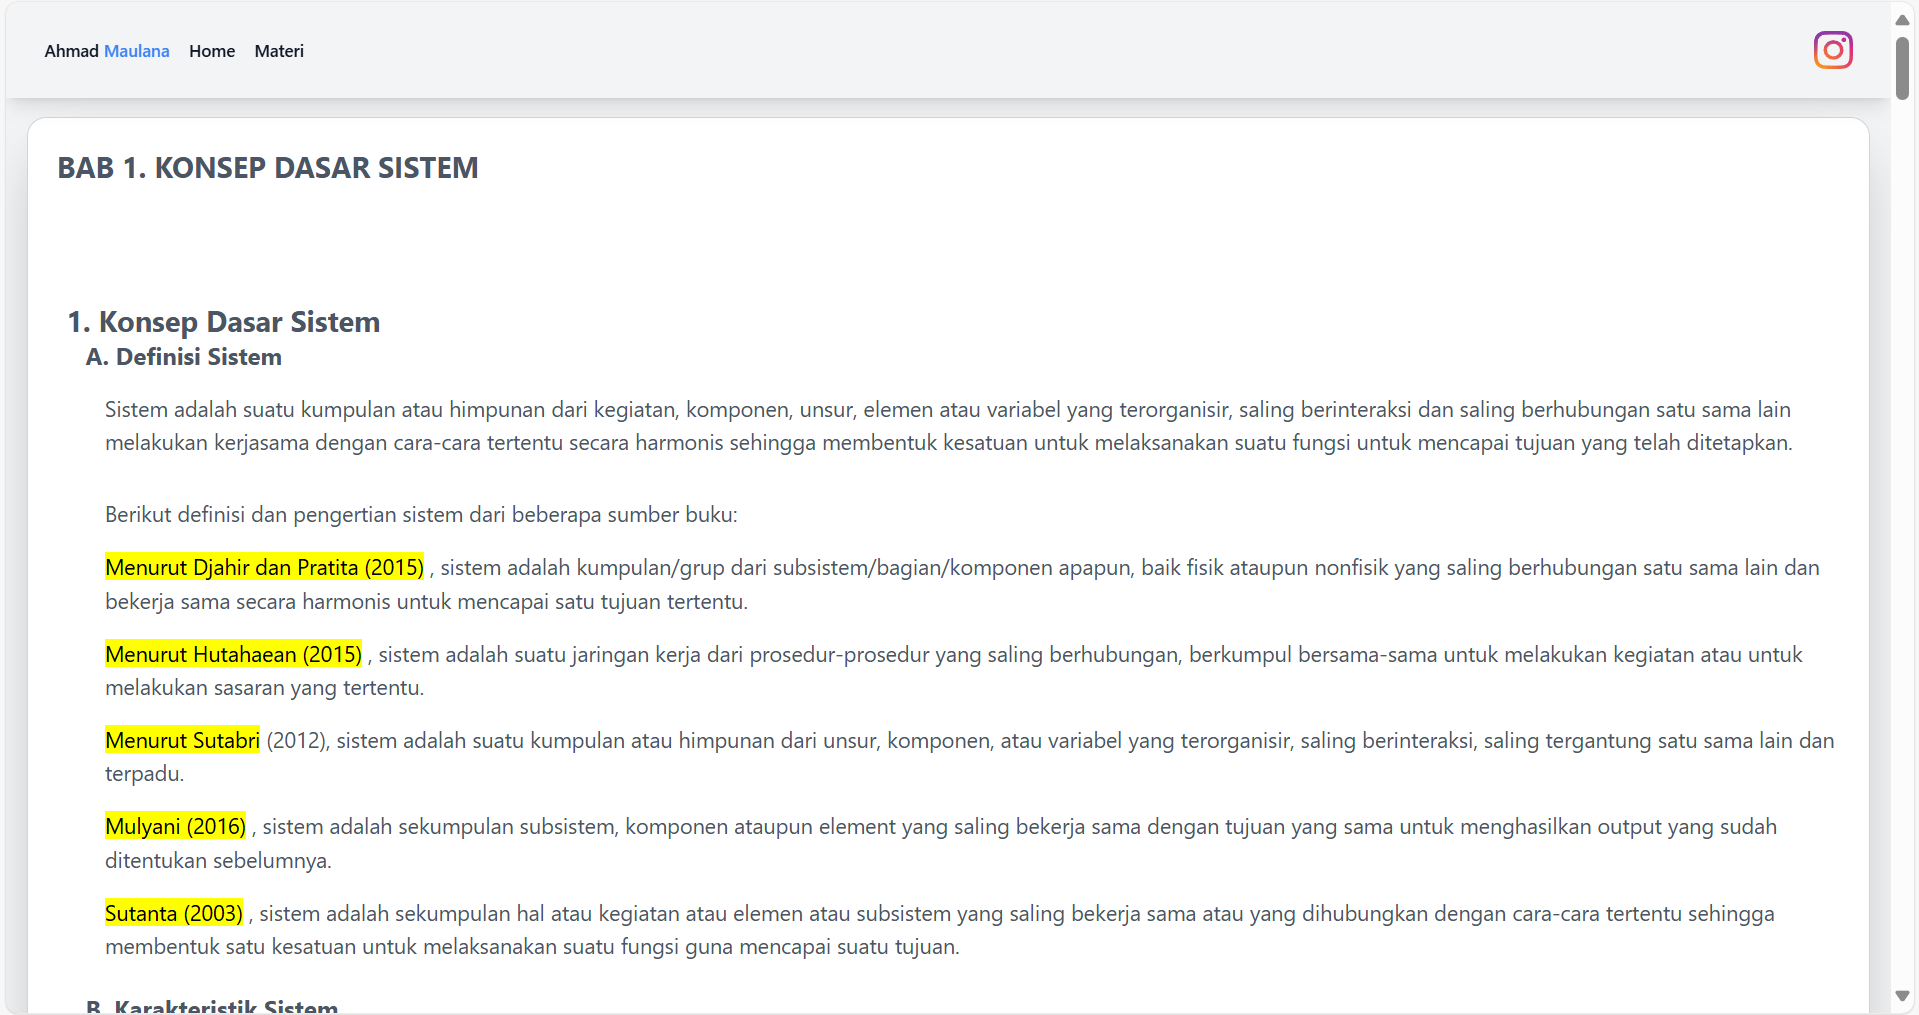 Ahmad Maulana Home Materi
BAB 1. KONSEP DASAR SISTEM
1. Konsep Dasar Sistem
A. Definisi Sistem
Sistem adalah suatu kumpulan atau himpunan dari kegiatan, komponen, unsur, elemen atau variabel yang terorganisir, saling berinteraksi dan saling berhubungan satu sama lain
melakukan kerjasama dengan cara-cara tertentu secara harmonis sehingga membentuk kesatuan untuk melaksanakan suatu fungsi untuk mencapai tujuan yang telah ditetapkan.
Berikut definisi dan pengertian sistem dari beberapa sumber buku:
Menurut Djahir dan Pratita (2015) , sistem adalah kumpulan/grup dari subsistem/bagian/komponen apapun, baik fisik ataupun nonfisik yang saling berhubungan satu sama lain dan
bekerja sama secara harmonis untuk mencapai satu tujuan tertentu.
Menurut Hutahaean (2015) , sistem adalah suatu jaringan kerja dari prosedur-prosedur yang saling berhubungan, berkumpul bersama-sama untuk melakukan kegiatan atau untuk
melakukan sasaran yang tertentu.
Menurut Sutabri (2012), sistem adalah suatu kumpulan atau himpunan dari unsur, komponen, atau variabel yang terorganisir, saling berinteraksi, saling tergantung satu sama lain dan
terpadu.
Mulyani (2016) , sistem adalah sekumpulan subsistem, komponen ataupun element yang saling bekerja sama dengan tujuan yang sama untuk menghasilkan output yang sudah
ditentukan sebelumnya.
Sutanta (2003) , sistem adalah sekumpulan hal atau kegiatan atau elemen atau subsistem yang saling bekerja sama atau yang dihubungkan dengan cara-cara tertentu sehingga
membentuk satu kesatuan untuk melaksanakan suatu fungsi guna mencapai suatu tujuan.
B. Karakteristik Sistem